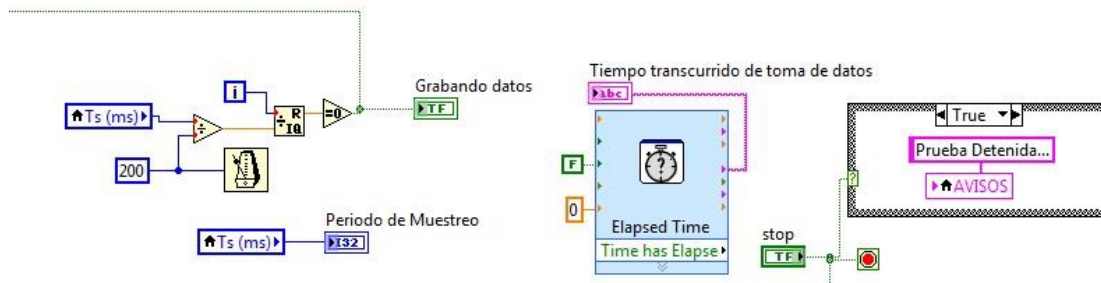 Grabando datos
TF
i
R
IQ
=0
Ts (ms)
200
Periodo de Muestreo
Ts (ms)
I32
Tiempo transcurrido de toma de datos
abc
F
0
?
Elapsed Time
Time has Elapse
stop
TF
True
Prueba Detenida...
AVISOS
?